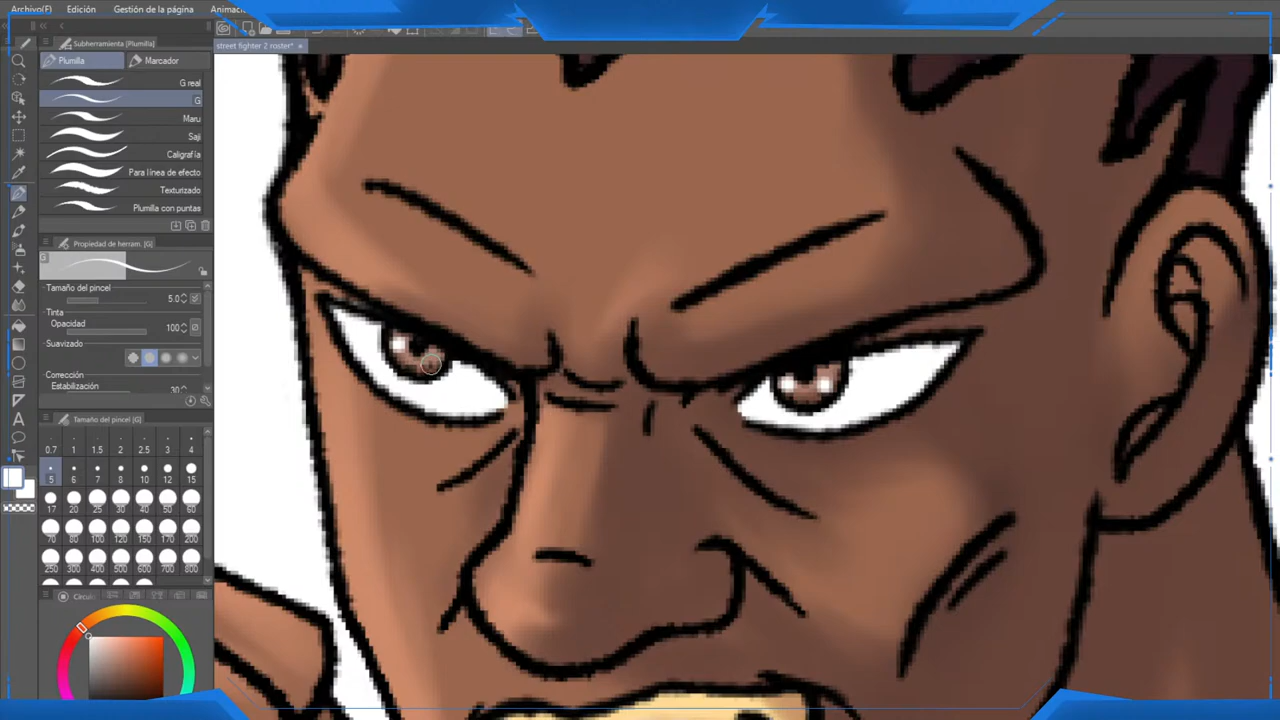 Archivo(F) Edición Gestión de la página Animació
Subherramienta (Plumilla)
street fighter 2 roster*
Plumilla Marcador
G real
G
Maru
Saji
Caligrafía
Para línea de efecto
Texturizado
Plumilla con puntas
Propiedad de herram. [G]
G
Tamaño del pincel 5.0
Tinta
Opacidad 100
Suavizado
Corrección
Estabilización 30
Tamaño del pincel
0.7 1 1.5 2 2.5 3 4
5 6 7 8 10 12 15
17 20 25 30 40 50 60
70 80 100 120 150 170 200
250 300 400 500 600 700 800
Círcul